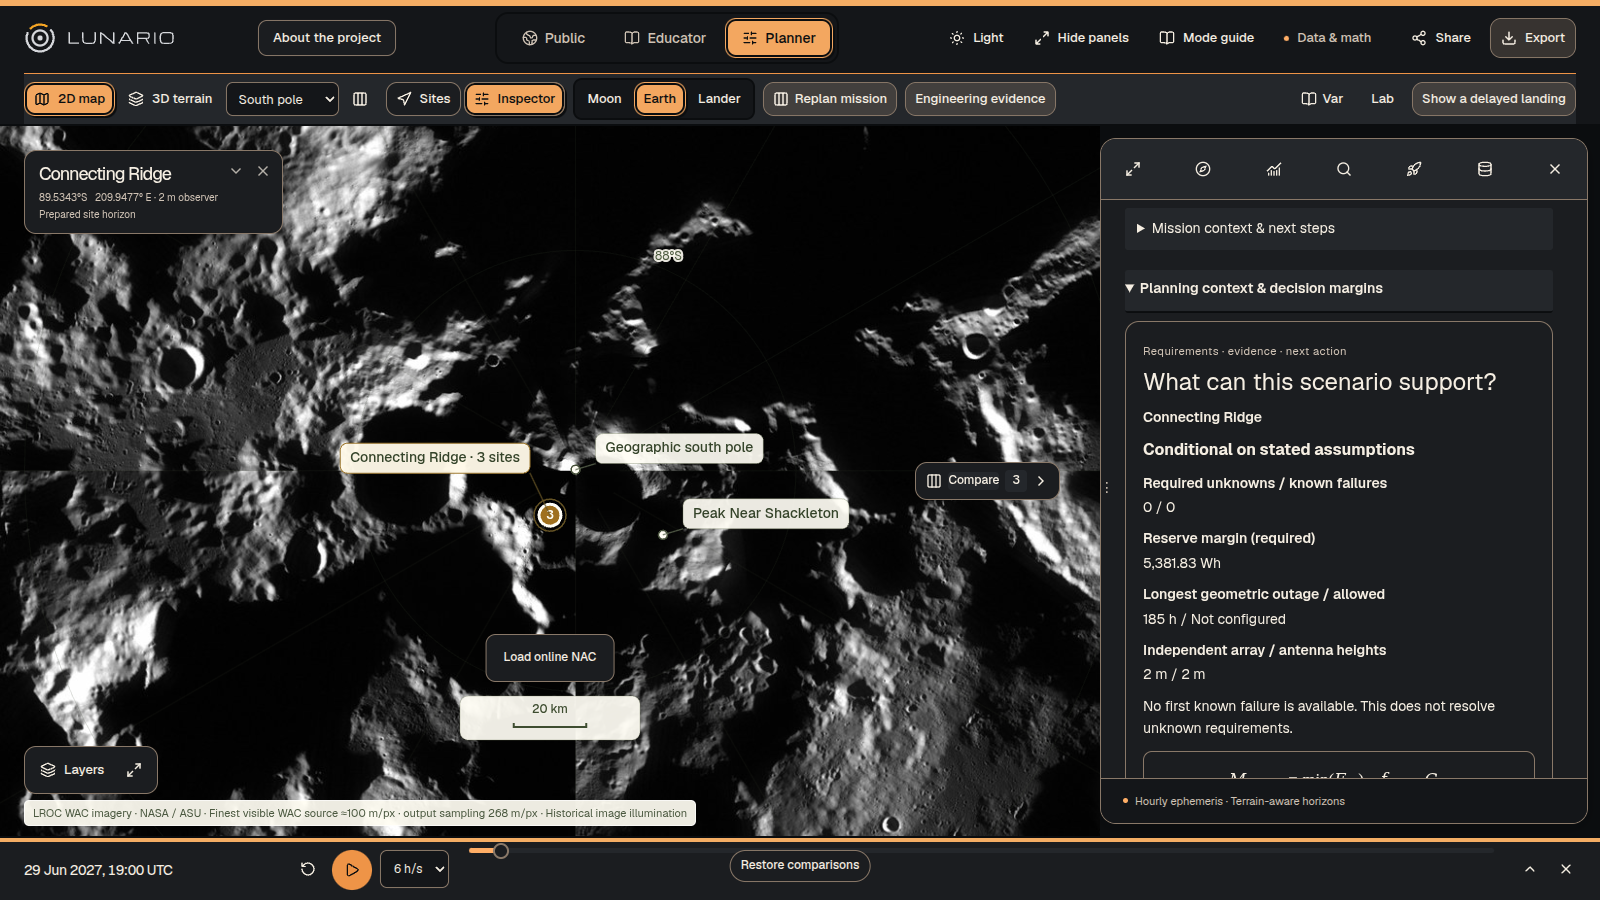 LUNARIO
About the project
Public
Educator
Planner
Light
Hide panels
Mode guide
Data & math
Share
Export
2D map
3D terrain
South pole
Sites
Inspector
Moon
Earth
Lander
Replan mission
Engineering evidence
Var
Lab
Show a delayed landing
Connecting Ridge
89.5343°S 209.9477° E · 2 m observer
Prepared site horizon
88°S
Connecting Ridge · 3 sites
Geographic south pole
3
Peak Near Shackleton
Compare 3
Load online NAC
20 km
Layers
LROC WAC imagery · NASA / ASU · Finest visible WAC source ≈100 m/px · output sampling 268 m/px · Historical image illumination
Mission context & next steps
Planning context & decision margins
Requirements · evidence · next action
What can this scenario support?
Connecting Ridge
Conditional on stated assumptions
Required unknowns / known failures
0 / 0
Reserve margin (required)
5,381.83 Wh
Longest geometric outage / allowed
185 h / Not configured
Independent array / antenna heights
2 m / 2 m
No first known failure is available. This does not resolve
unknown requirements.
Hourly ephemeris · Terrain-aware horizons
29 Jun 2027, 19:00 UTC
6 h/s
Restore comparisons